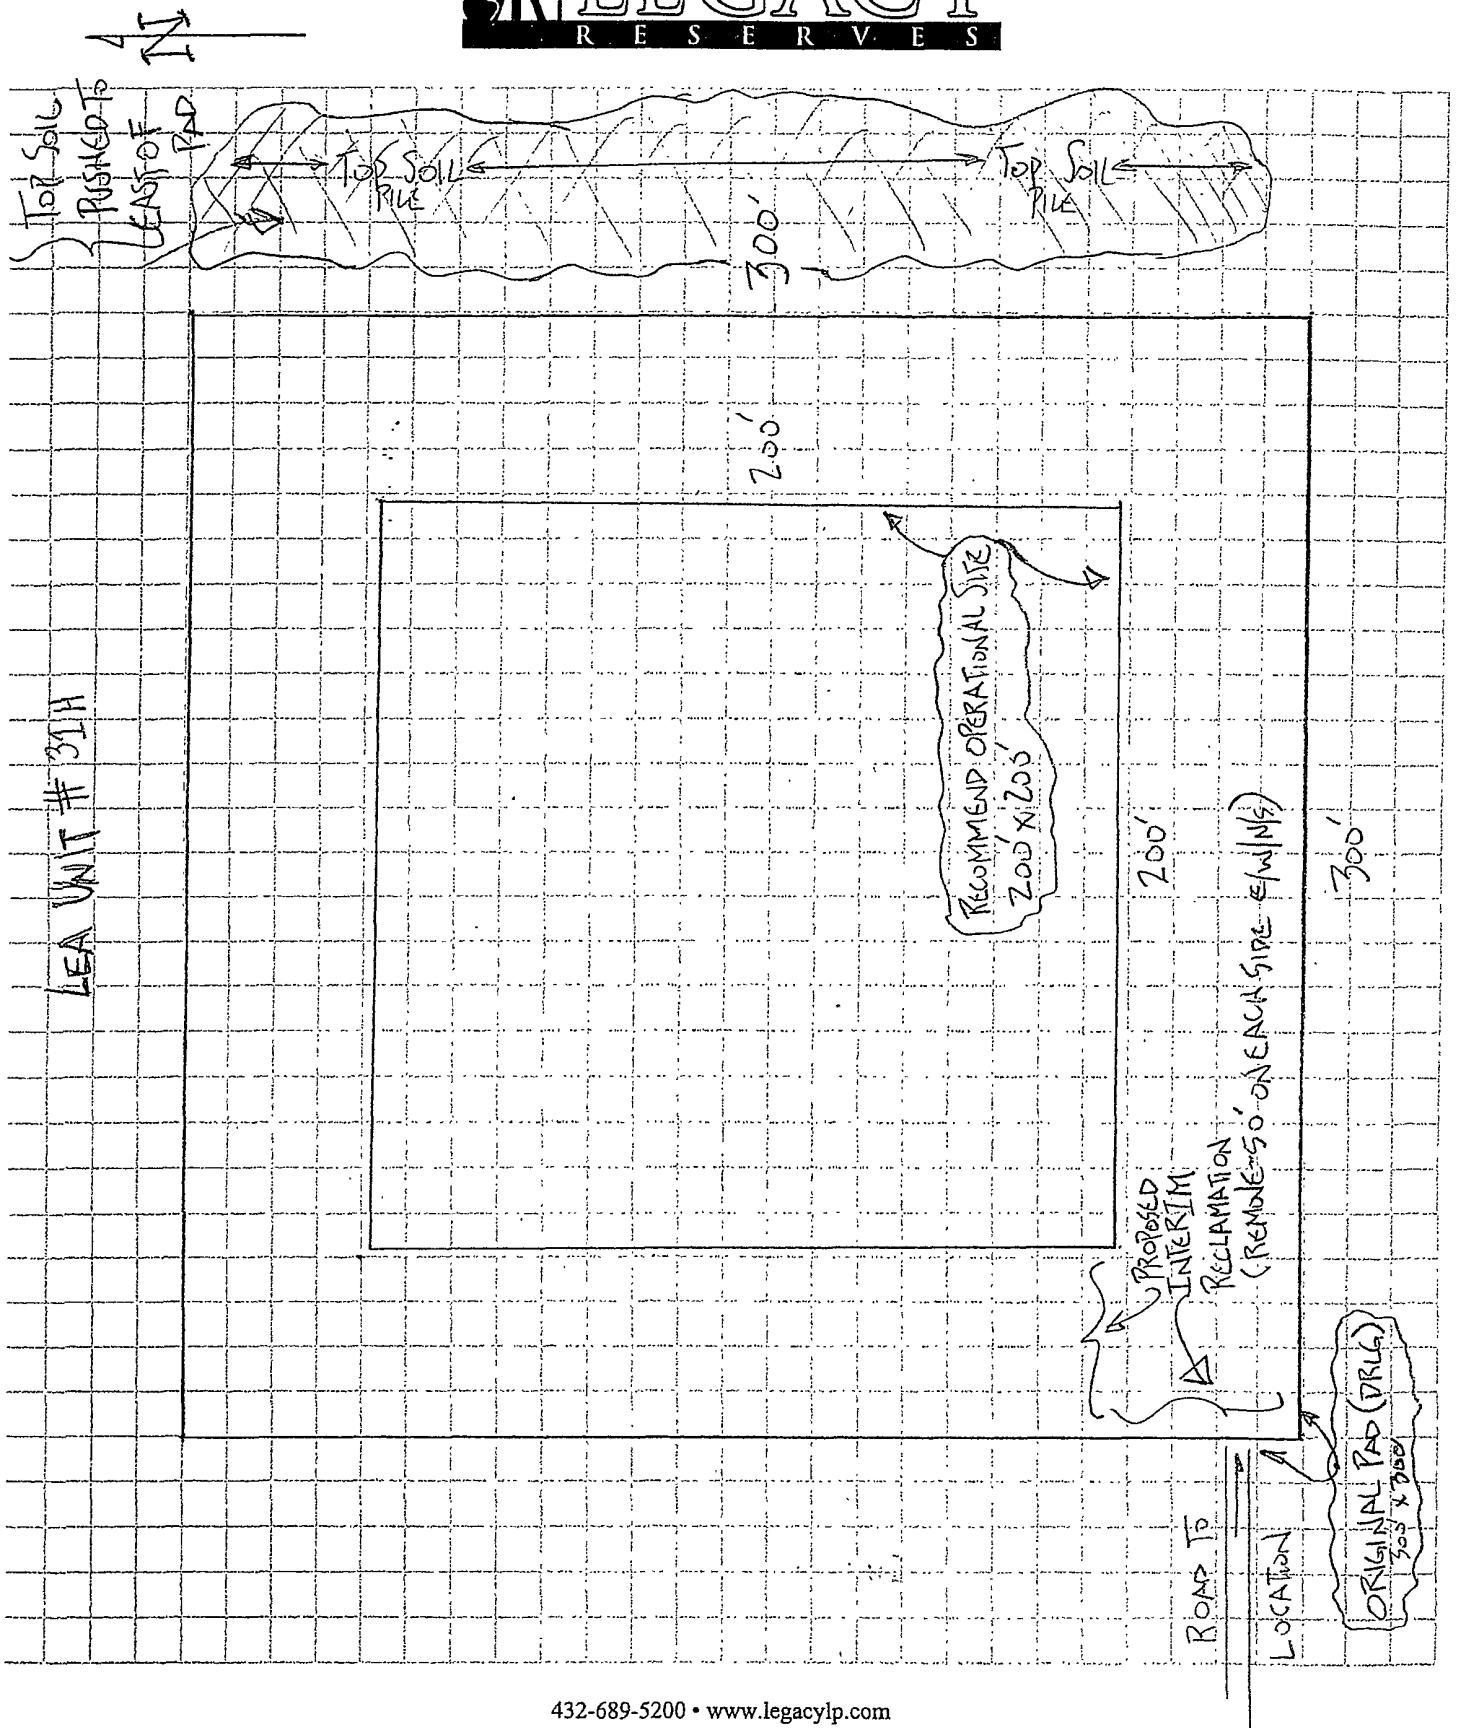 LEGACY
RESERVES
N
TOP SOIL
PUSHED TO
EAST OF
PAD
TOP SOIL
PILE
TOP SOIL
PILE
300'
200'
LEA UNIT # 31H
RECOMMEND OPERATIONAL SITE
200' x 200'
200'
300'
PROPOSED
INTERIM
RECLAMATION
(REMOVE 50' ON EACH SIDE E/W/N/S)
ROAD TO
LOCATION
ORIGINAL PAD (DRLG)
300' x 300'
432-689-5200 • www.legacylp.com